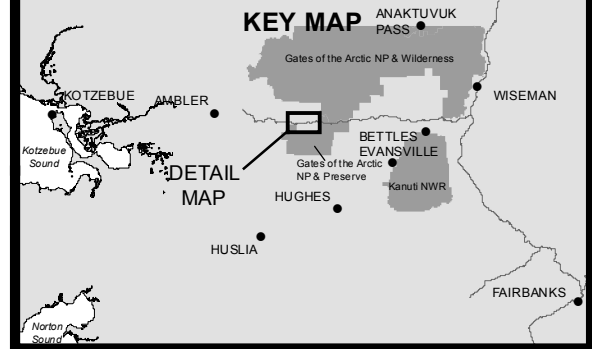 KEY MAP
ANAKTUVUK
PASS
Gates of the Arctic NP & Wilderness
KOTZEBUE
AMBLER
WISEMAN
Kotzebue
Sound
BETTLES
EVANSVILLE
DETAIL
MAP
Gates of the Arctic
NP & Preserve
Kanuti NWR
HUGHES
HUSLIA
FAIRBANKS
Norton
Sound